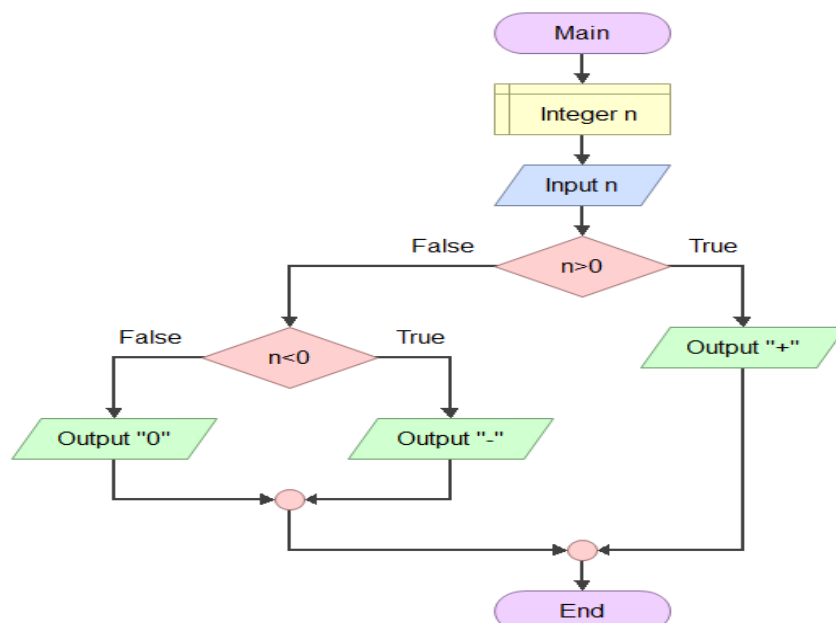 Main
Integer n
Input n
False
True
n>0
False
True
n<0
Output "+"
Output "0"
Output "-"
End